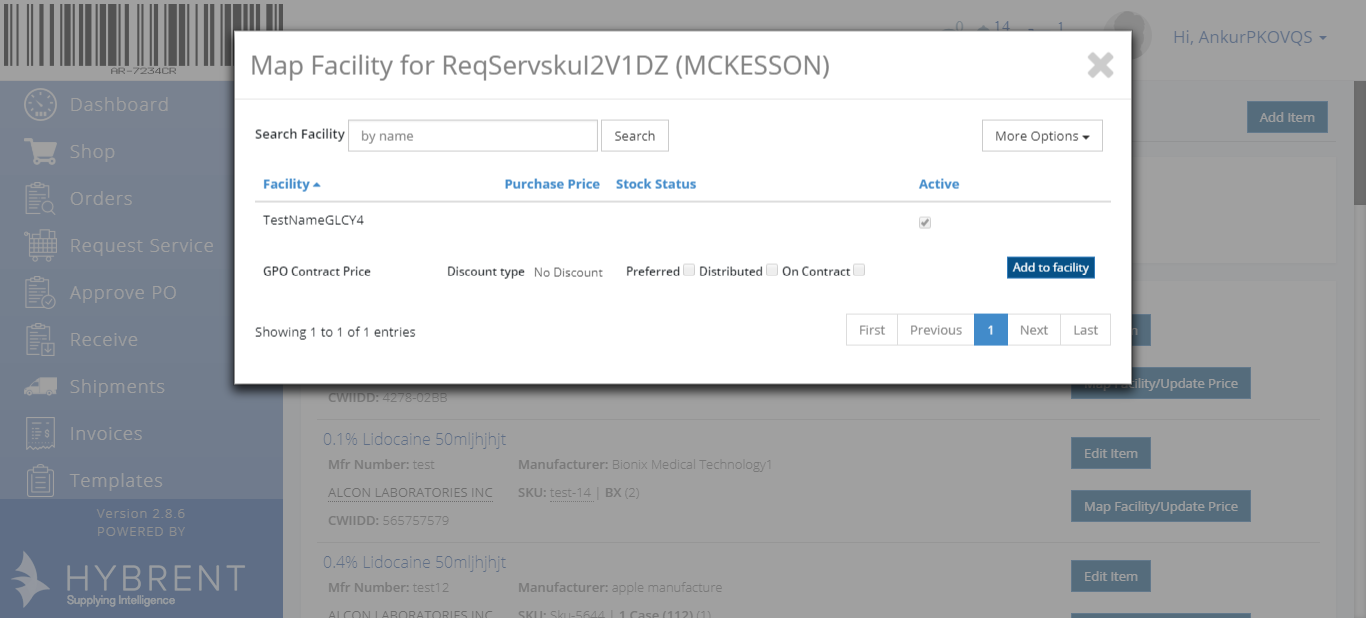 AR-7234CR
0 14 1
Hi, AnkurPKOVQS
Dashboard
Shop
Orders
Request Service
Approve PO
Receive
Shipments
Invoices
Templates
Version 2.8.6
POWERED BY
HYBRENT
Supplying Intelligence
Map Facility for ReqServskuI2V1DZ (MCKESSON)
Search Facility by name Search More Options
Facility Purchase Price Stock Status Active
TestNameGLCY4
GPO Contract Price Discount type No Discount Preferred Distributed On Contract Add to facility
Showing 1 to 1 of 1 entries First Previous 1 Next Last
Add Item
Map Facility/Update Price
CWIIDD: 4278-02BB
0.1% Lidocaine 50mljhjhjt Edit Item
Mfr Number: test Manufacturer: Bionix Medical Technology1
ALCON LABORATORIES INC SKU: test-14 | BX (2)
Map Facility/Update Price
CWIIDD: 565757579
0.4% Lidocaine 50mljhjhjt Edit Item
Mfr Number: test12 Manufacturer: apple manufacture
ALCON LABORATORIES INC SKU: Sku-5644 | 1 Case (112) (1)